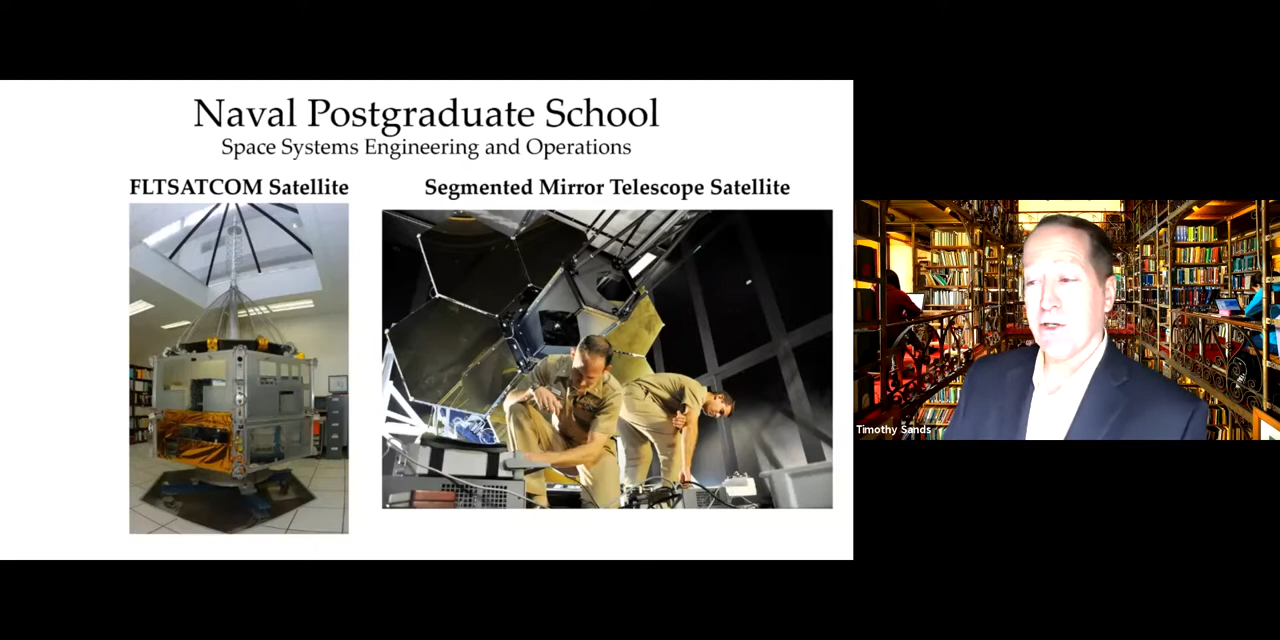 Naval Postgraduate School
Space Systems Engineering and Operations
FLTSATCOM Satellite
Segmented Mirror Telescope Satellite
Timothy Sands